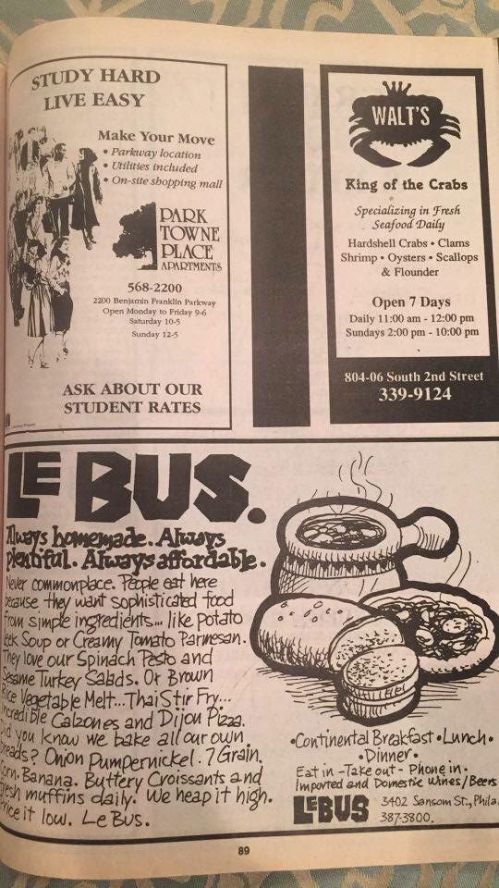 STUDY HARD
LIVE EASY
Make Your Move
• Parkway location
• Utilities included
• On-site shopping mall
PARK
TOWNE
PLACE
APARTMENTS
568-2200
2200 Benjamin Franklin Parkway
Open Monday to Friday 9-6
Saturday 10-5
Sunday 12-5
ASK ABOUT OUR
STUDENT RATES
WALT'S
King of the Crabs
Specializing in Fresh
Seafood Daily
Hardshell Crabs • Clams
Shrimp • Oysters • Scallops
& Flounder
Open 7 Days
Daily 11:00 am - 12:00 pm
Sundays 2:00 pm - 10:00 pm
804-06 South 2nd Street
339-9124
LE BUS.
Always homemade. Always
plentiful. Always affordable.
Never commonplace. People eat here
because they want sophisticated food
from simple ingredients... like Potato
Leek Soup or Creamy Tomato Parmesan.
They love our Spinach Pesto and
Sesame Turkey Salads. Or Brown
Rice Vegetable Melt... Thai Stir Fry...
Incredible Calzones and Dijon Pizza.
Did you know we bake all our own
breads? Onion Pumpernickel. 7 Grain.
Corn. Banana. Buttery Croissants and
fresh muffins daily. We heap it high.
Price it low. Le Bus.
•Continental Breakfast•Lunch•
•Dinner•
Eat in - Take out - Phone in•
Imported and Domestic Wines/Beers
LEBUS 3402 Sansom St., Phila.
387-3800.
89